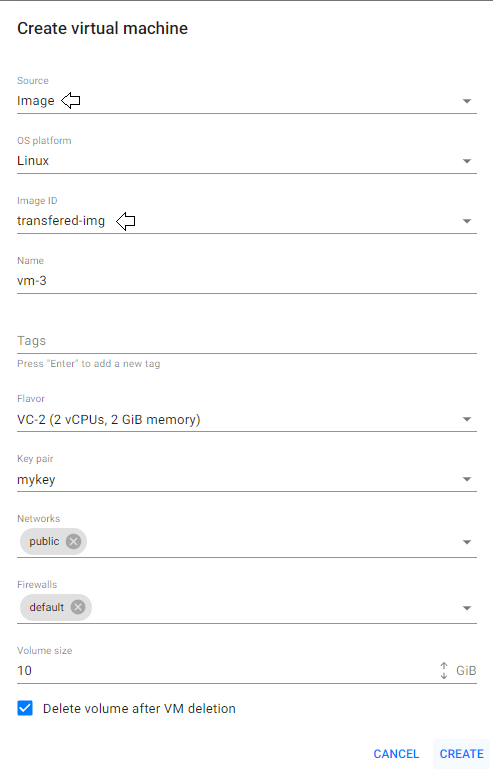 Create virtual machine
Source
Image
OS platform
Linux
Image ID
transfered-img
Name
vm-3
Tags
Press "Enter" to add a new tag
Flavor
VC-2 (2 vCPUs, 2 GiB memory)
Key pair
mykey
Networks
public
Firewalls
default
Volume size
10 GiB
Delete volume after VM deletion
CANCEL CREATE